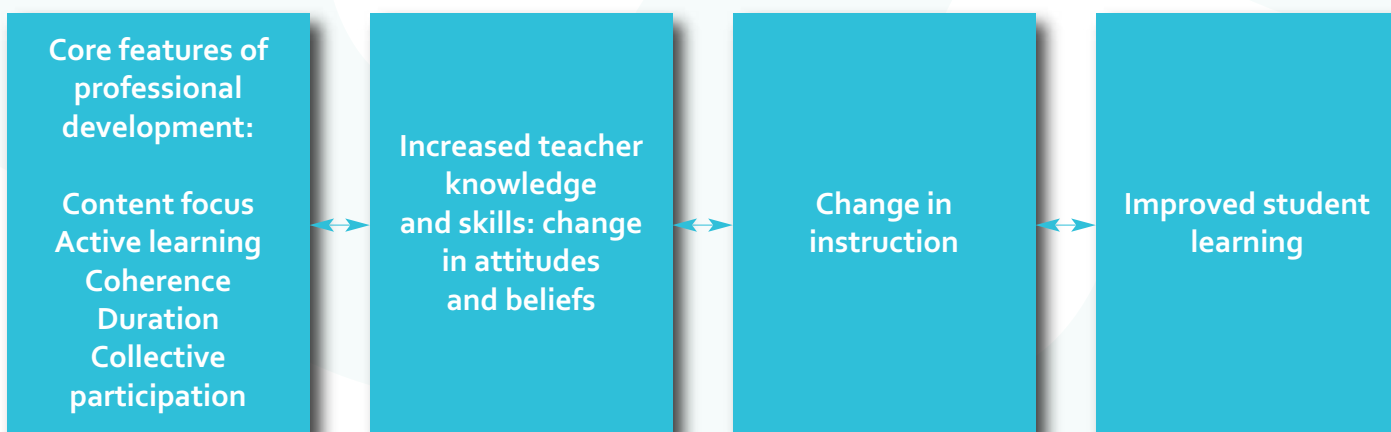 Core features of
professional
development:
Content focus
Active learning
Coherence
Duration
Collective
participation
Increased teacher
knowledge
and skills: change
in attitudes
and beliefs
Change in
instruction
Improved student
learning